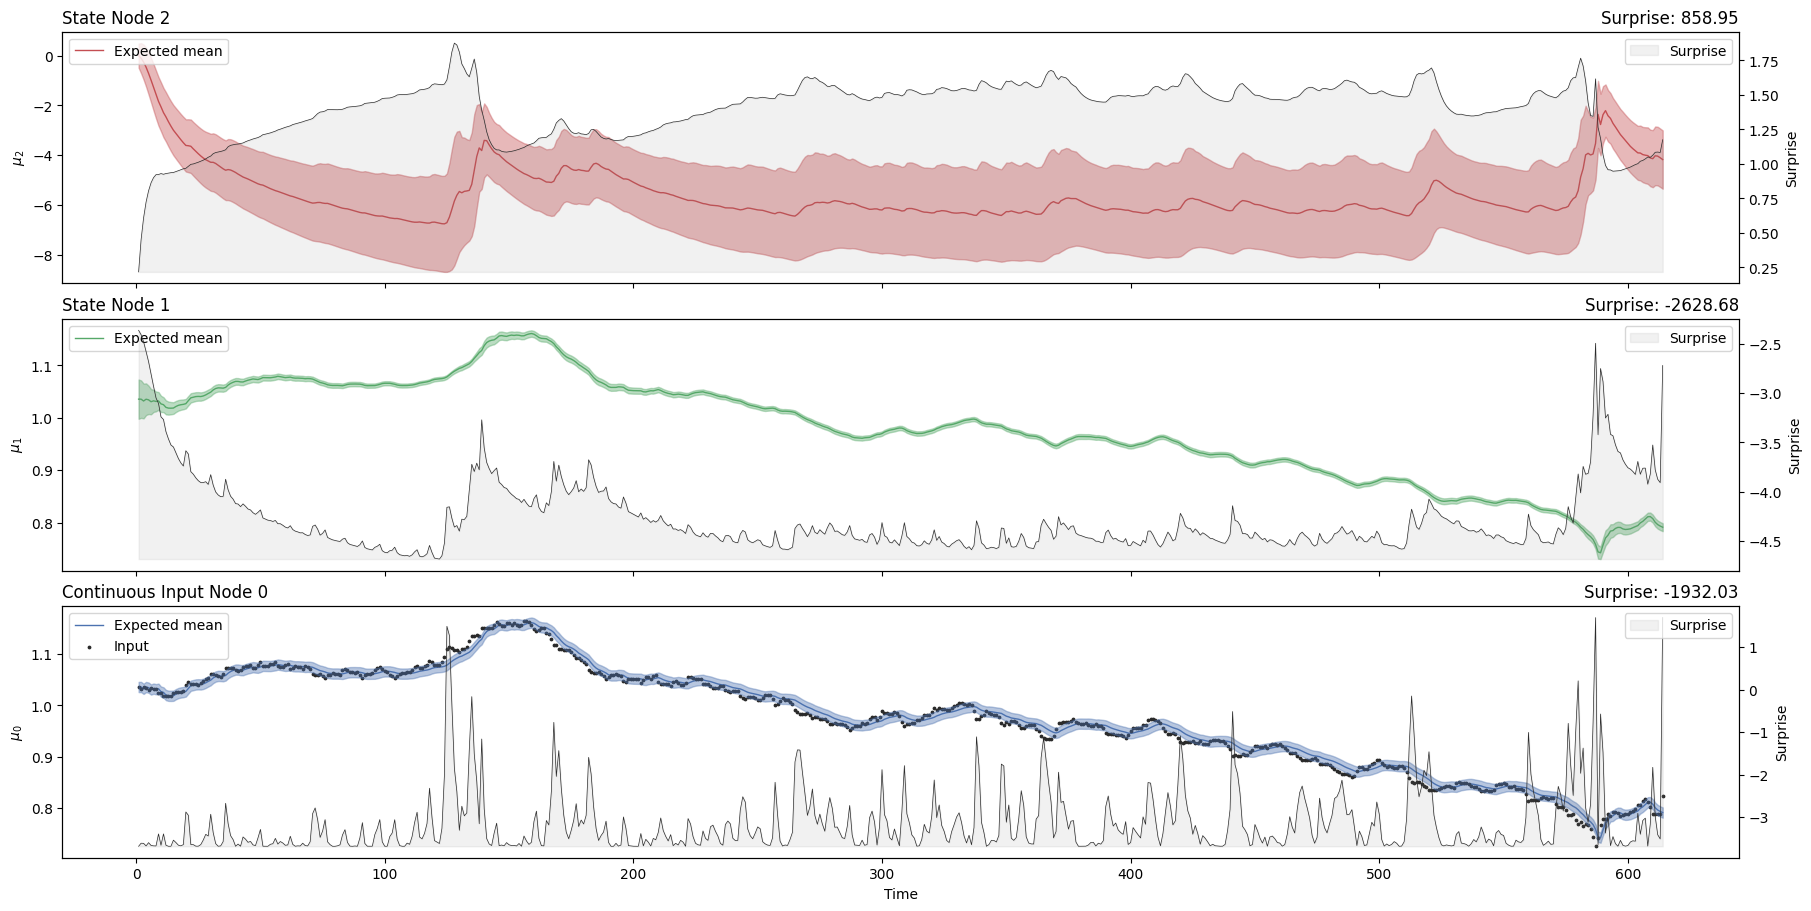 State Node 2
Surprise: 858.95
Expected mean
Surprise
0
−2
−4
−6
−8
μ2
1.75
1.50
1.25
1.00
0.75
0.50
0.25
Surprise
State Node 1
Surprise: -2628.68
Expected mean
Surprise
1.1
1.0
0.9
0.8
μ1
−2.5
−3.0
−3.5
−4.0
−4.5
Surprise
Continuous Input Node 0
Surprise: -1932.03
Expected mean
Input
Surprise
1.1
1.0
0.9
0.8
μ0
1
0
−1
−2
−3
Surprise
0
100
200
300
400
500
600
Time